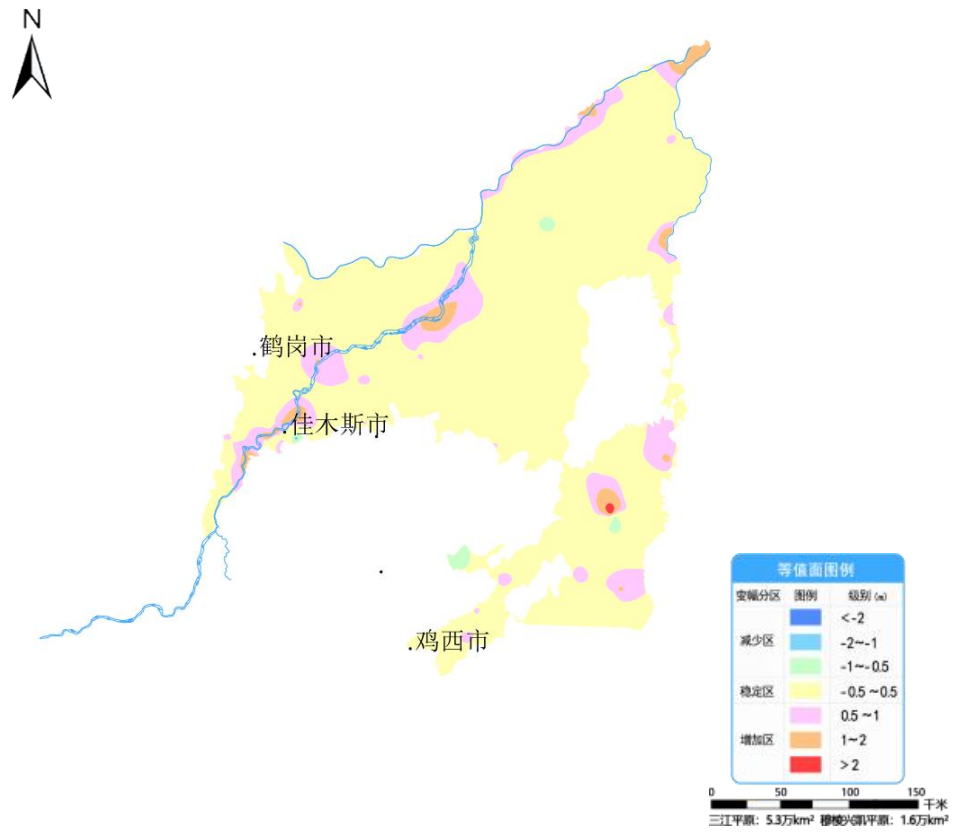 N
鹤岗市
佳木斯市
鸡西市
等值面图例
变幅分区 图例 级别 (m)
<-2
减少区 -2~-1
-1~-0.5
稳定区 -0.5~0.5
0.5~1
增加区 1~2
>2
0 50 100 150
千米
三江平原：5.3万km² 穆棱兴凯平原：1.6万km²